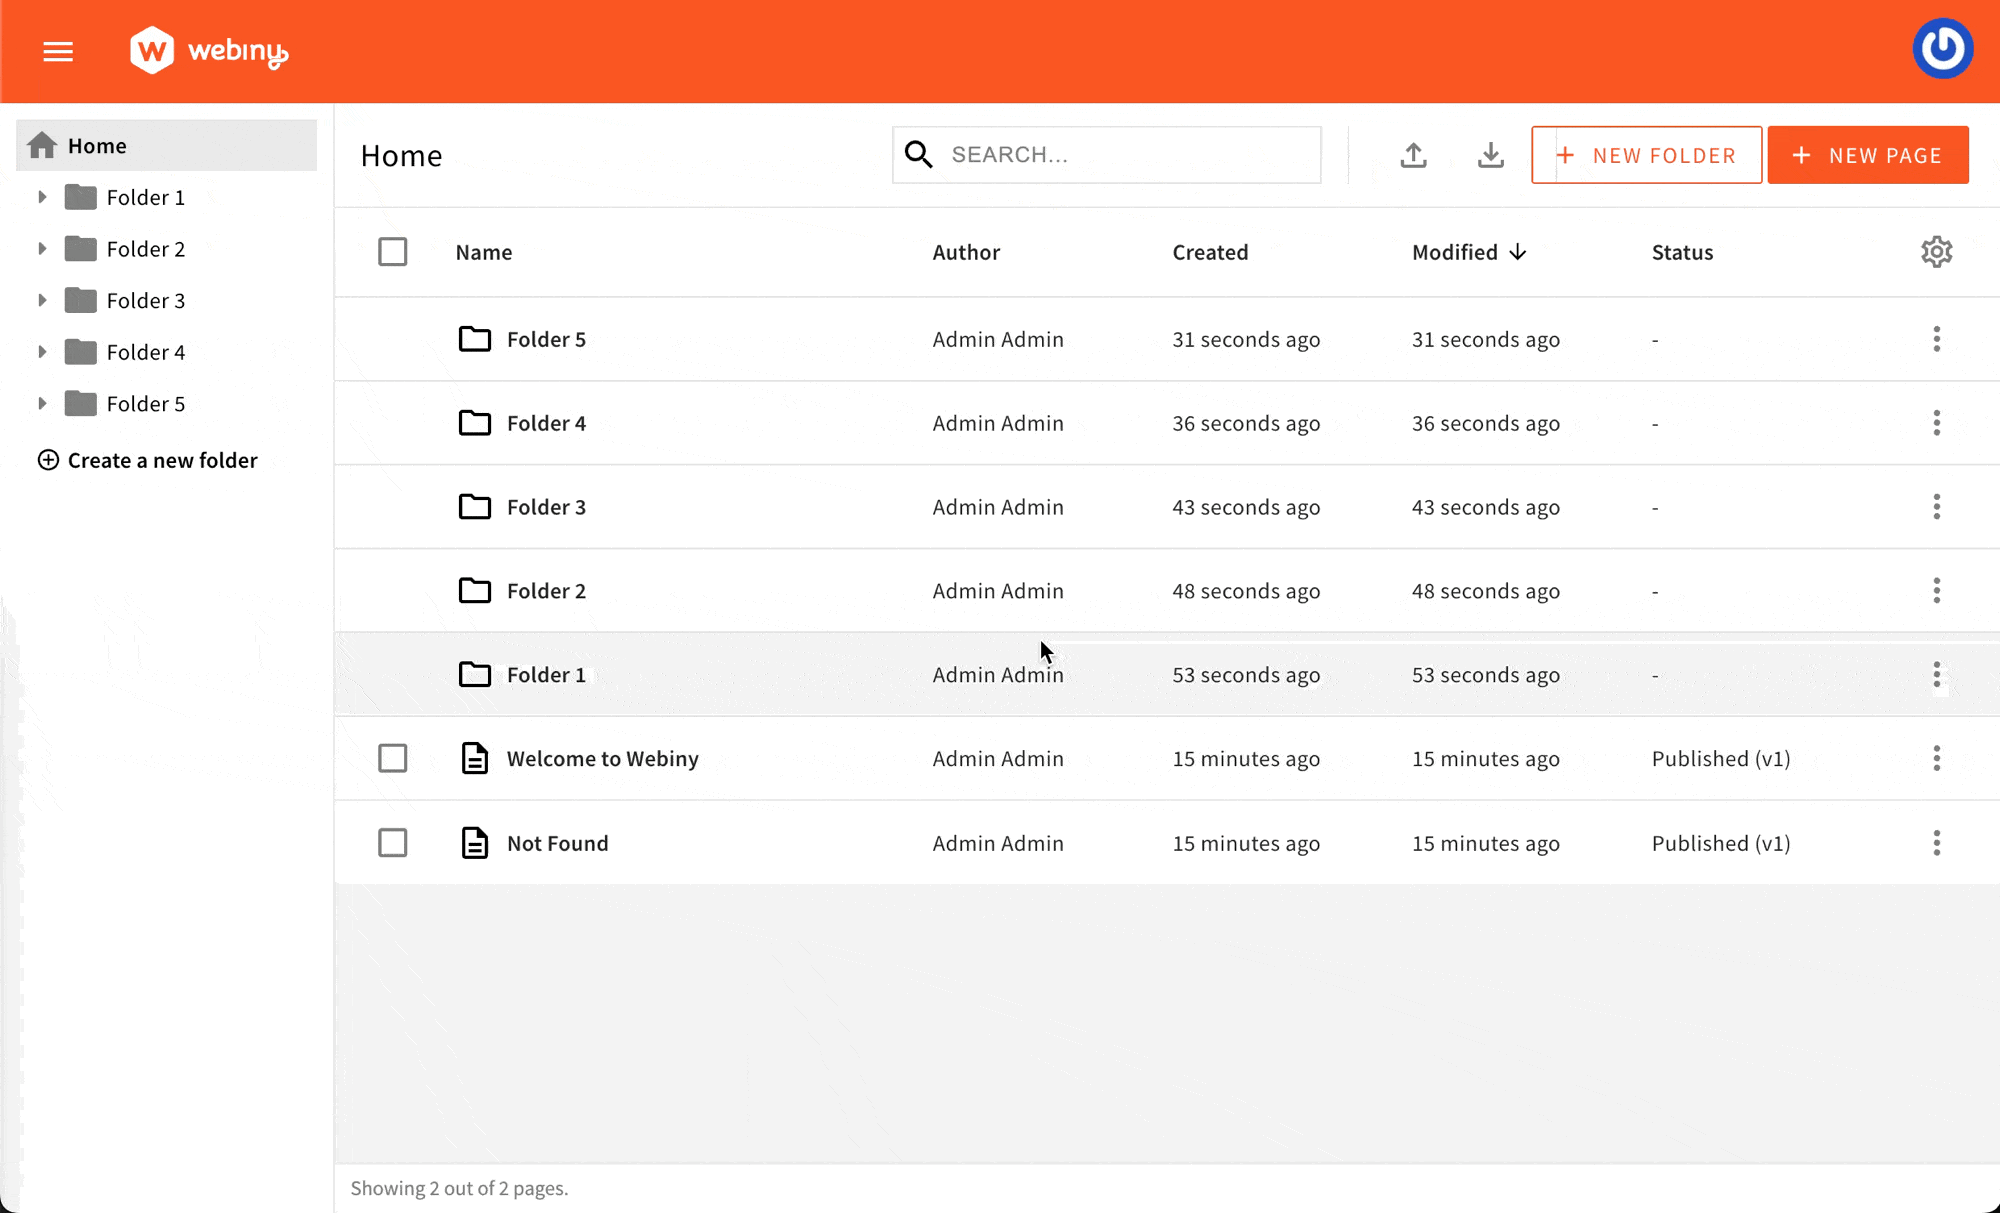 webiny
Home
Folder 1
Folder 2
Folder 3
Folder 4
Folder 5
Create a new folder
Home
SEARCH...
NEW FOLDER
NEW PAGE
Name Author Created Modified Status
Folder 5 Admin Admin 31 seconds ago 31 seconds ago -
Folder 4 Admin Admin 36 seconds ago 36 seconds ago -
Folder 3 Admin Admin 43 seconds ago 43 seconds ago -
Folder 2 Admin Admin 48 seconds ago 48 seconds ago -
Folder 1 Admin Admin 53 seconds ago 53 seconds ago -
Welcome to Webiny Admin Admin 15 minutes ago 15 minutes ago Published (v1)
Not Found Admin Admin 15 minutes ago 15 minutes ago Published (v1)
Showing 2 out of 2 pages.